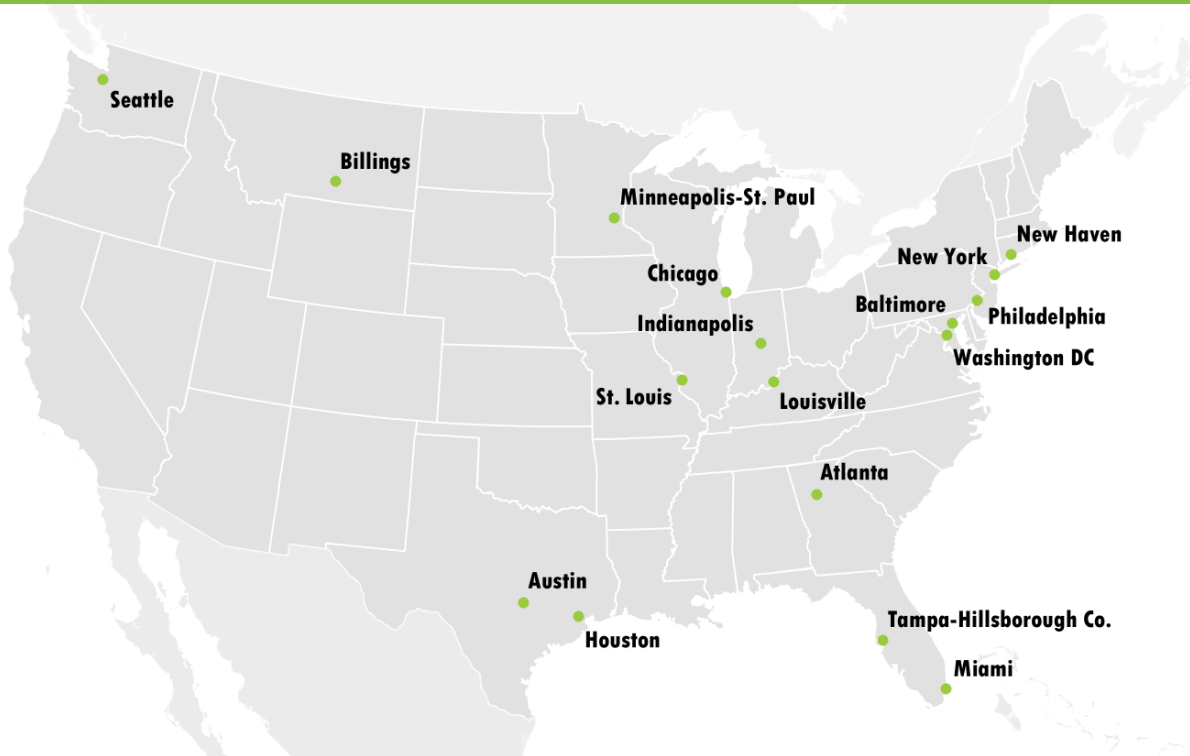 Seattle
Billings
Minneapolis-St. Paul
New Haven
New York
Chicago
Baltimore
Philadelphia
Indianapolis
Washington DC
St. Louis
Louisville
Atlanta
Austin
Tampa-Hillsborough Co.
Houston
Miami